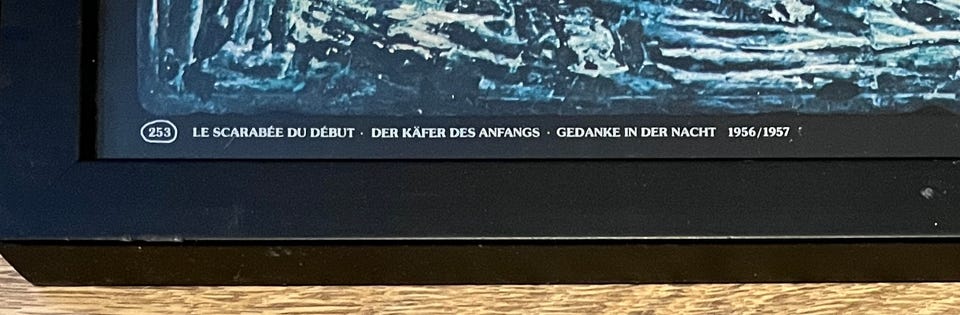 253 LE SCARABÉE DU DÉBUT · DER KÄFER DES ANFANGS · GEDANKE IN DER NACHT 1956/1957